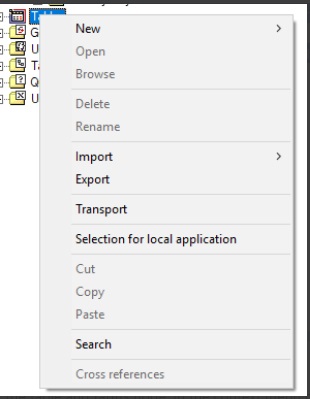 New
Open
Browse
Delete
Rename
Import
Export
Transport
Selection for local application
Cut
Copy
Paste
Search
Cross references